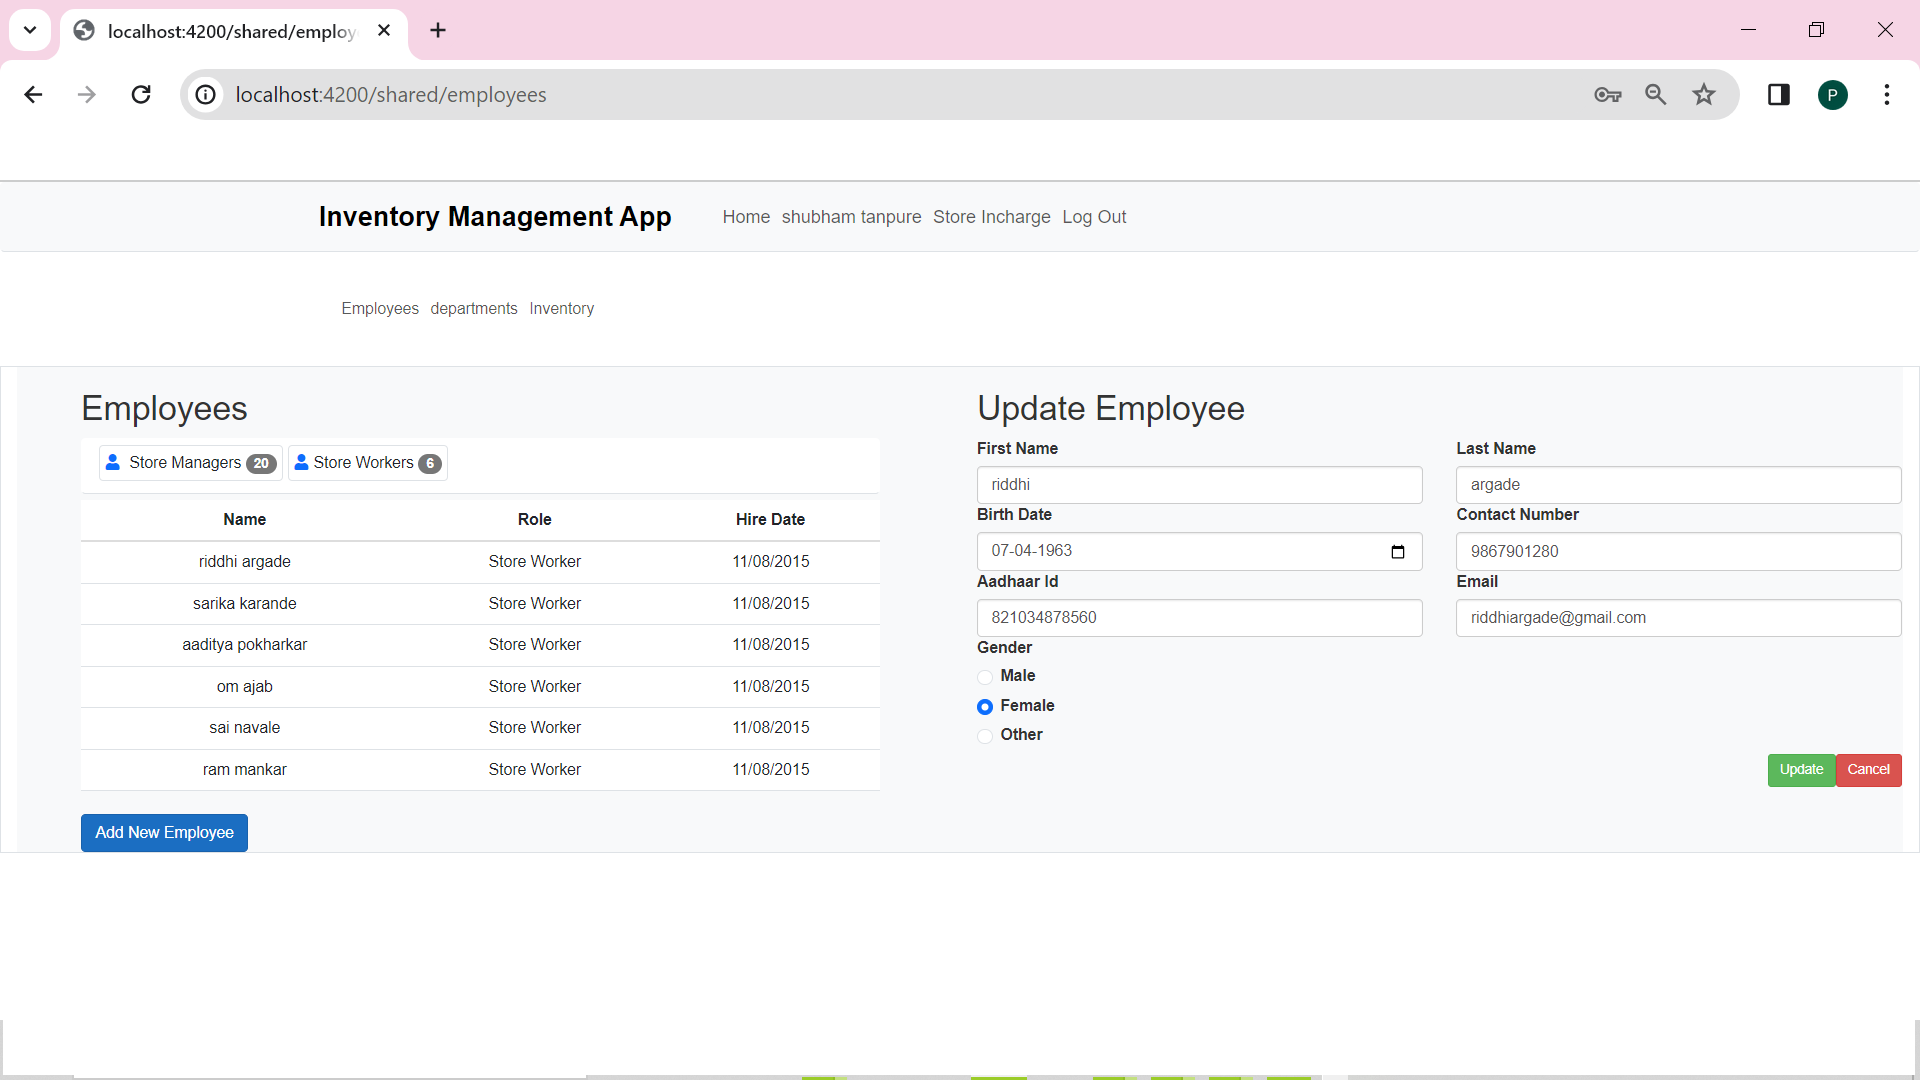 localhost:4200/shared/employ
localhost:4200/shared/employees
P
Inventory Management App Home shubham tanpure Store Incharge Log Out
Employees departments Inventory
Employees
Store Managers 20 Store Workers 6
Name Role Hire Date
riddhi argade Store Worker 11/08/2015
sarika karande Store Worker 11/08/2015
aaditya pokharkar Store Worker 11/08/2015
om ajab Store Worker 11/08/2015
sai navale Store Worker 11/08/2015
ram mankar Store Worker 11/08/2015
Add New Employee
Update Employee
First Name Last Name
riddhi argade
Birth Date Contact Number
07-04-1963 9867901280
Aadhaar Id Email
821034878560 riddhiargade@gmail.com
Gender
Male
Female
Other
Update Cancel